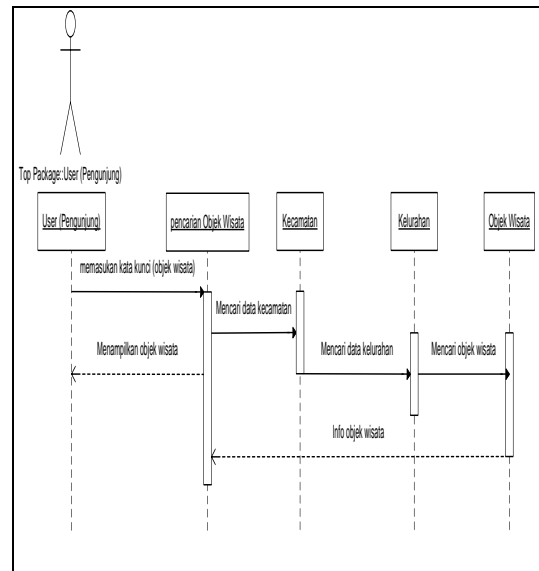 Top Package::User (Pengunjung)
User (Pengunjung)
pencarian Objek Wisata
Kecamatan
Kelurahan
Objek Wisata
memasukan kata kunci (objek wisata)
Mencari data kecamatan
Menampilkan objek wisata
Mencari data kelurahan
Mencari objek wisata
Info objek wisata